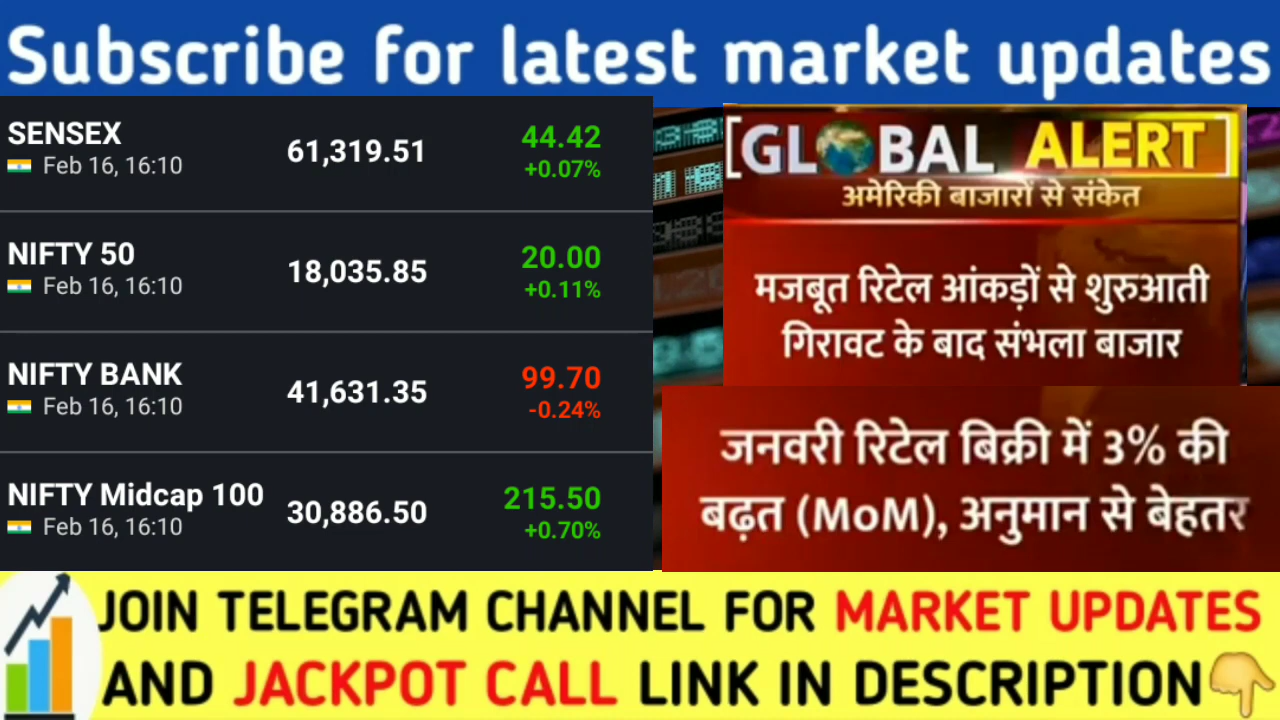 Subscribe for latest market updates
SENSEX 61,319.51 44.42
Feb 16, 16:10 +0.07%
NIFTY 50 18,035.85 20.00
Feb 16, 16:10 +0.11%
NIFTY BANK 41,631.35 99.70
Feb 16, 16:10 -0.24%
NIFTY Midcap 100 30,886.50 215.50
Feb 16, 16:10 +0.70%
[GLOBAL ALERT]
अमेरिकी बाजारों से संकेत
मजबूत रिटेल आंकड़ों से शुरुआती
गिरावट के बाद संभला बाजार
जनवरी रिटेल बिक्री में 3% की
बढ़त (MoM), अनुमान से बेहतर
JOIN TELEGRAM CHANNEL FOR MARKET UPDATES
AND JACKPOT CALL LINK IN DESCRIPTION👇